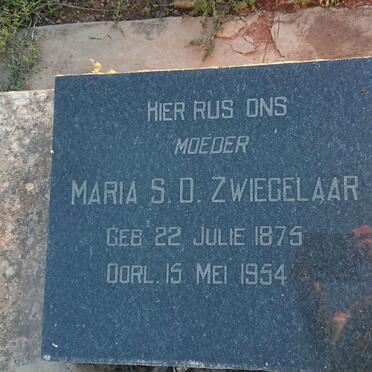 HIER RUS ONS
MOEDER
MARIA S. D. ZWIEGELAAR
GEB. 22 JULIE 1875
OORL. 15 MEI 1954